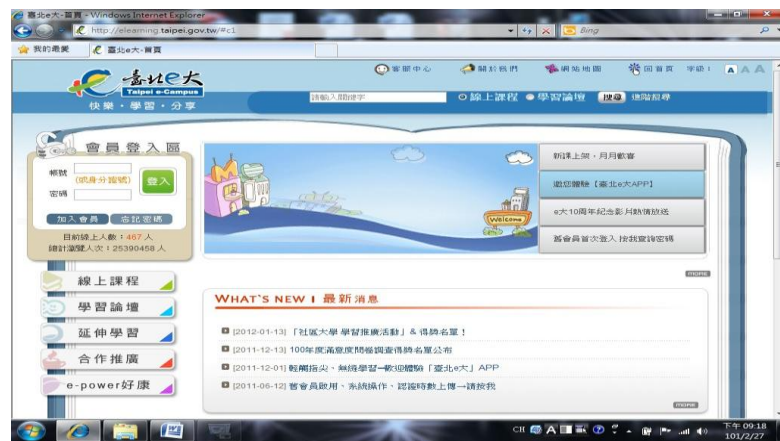 臺北e大-首頁 - Windows Internet Explorer
http://elearning.taipei.gov.tw/#c1
Bing
我的最愛
臺北e大-首頁
客服中心 關於我們 網站地圖 回首頁 字級： A A A
臺北e大
Taipei e-Campus
快樂・學習・分享
請輸入關鍵字
線上課程 學習論壇 搜尋 進階搜尋
會員登入區
帳號
(或身分證號)
密碼
登入
加入會員 忘記密碼
目前線上人數：467 人
總計瀏覽人次：25390458 人
Welcome
新課上架、月月歡喜
邀您體驗【臺北e大APP】
e大10周年紀念影片熱情放送
舊會員首次登入 按我查詢密碼
more
線上課程
學習論壇
延伸學習
合作推廣
e-power好康
WHAT'S NEW | 最新消息
[2012-01-13] 「社區大學 學習推廣活動」& 得獎名單！
[2011-12-13] 100年度滿意度問卷調查得獎名單公布
[2011-12-01] 輕觸指尖、無縫學習─歡迎體驗「臺北e大」APP
[2011-06-12] 舊會員啟用、系統操作、認證時數上傳→請按我
more
CH
下午 09:18
101/2/27